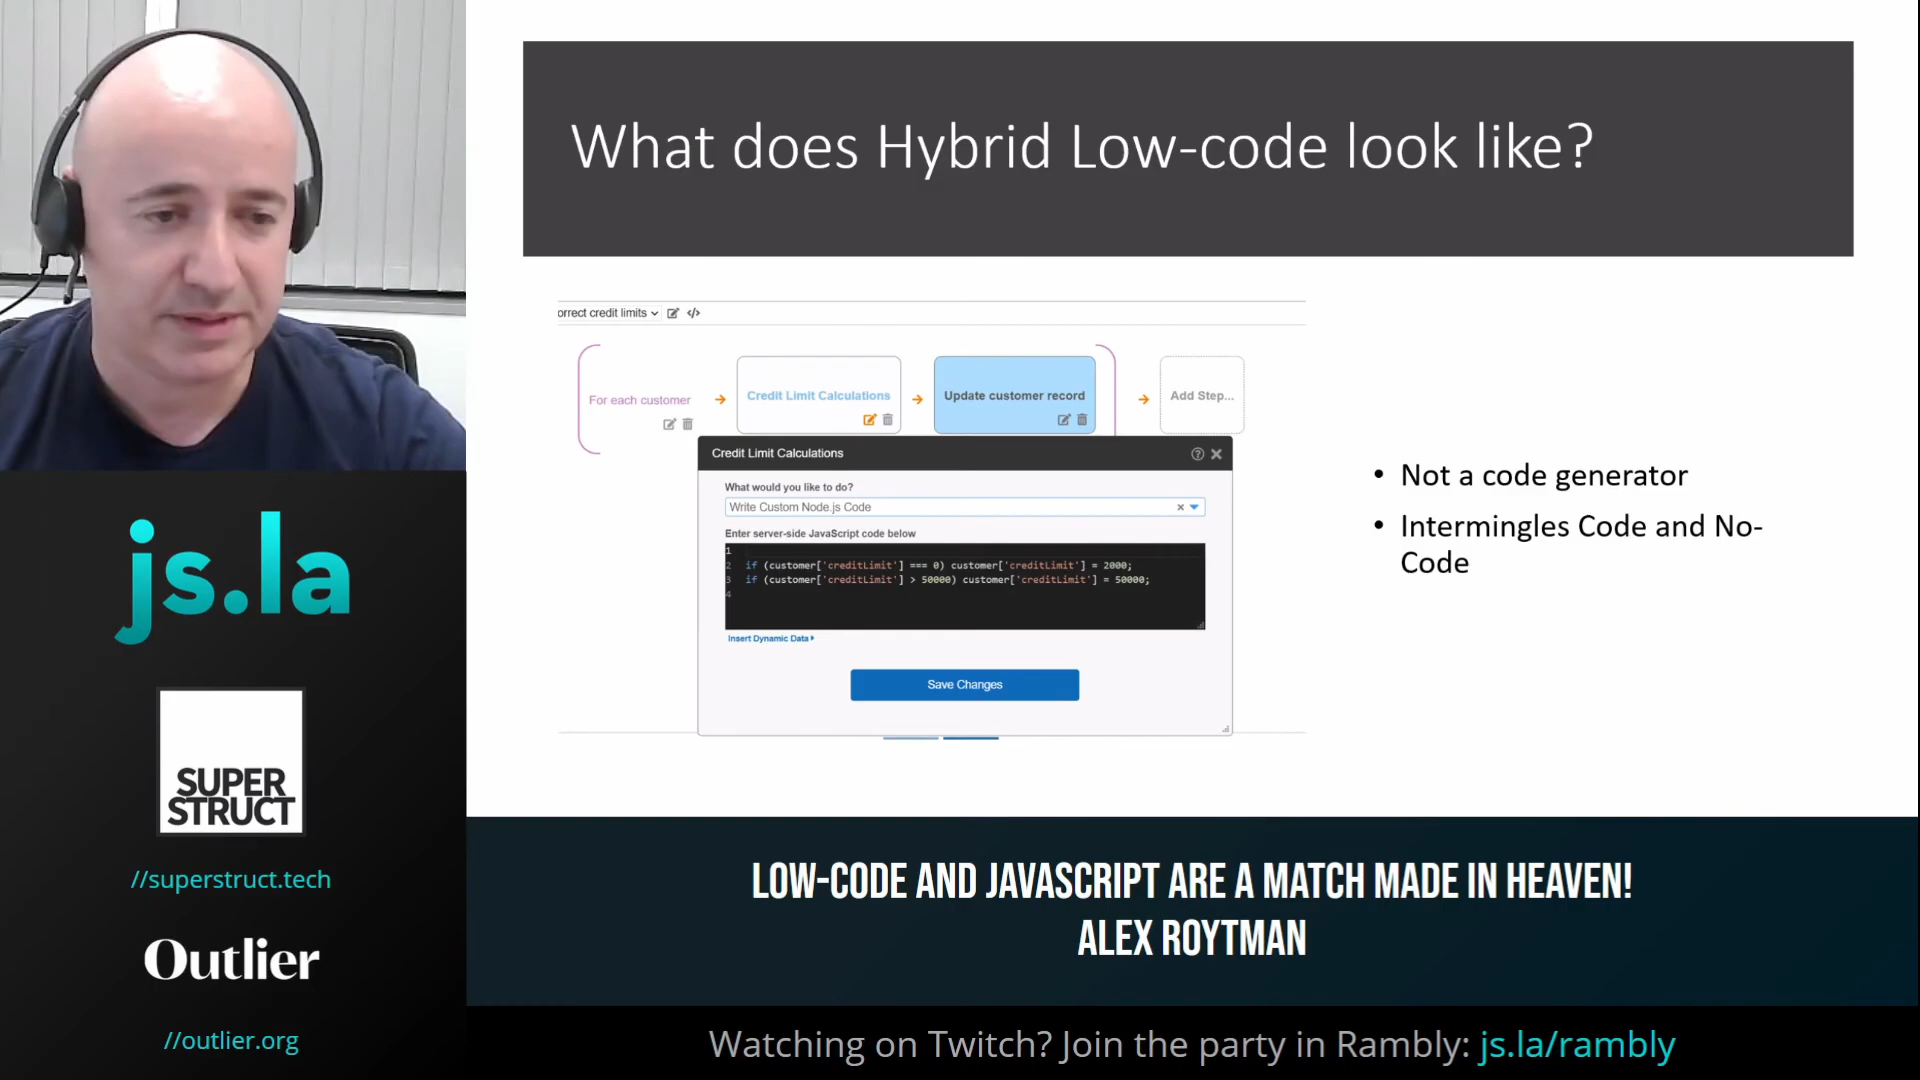 What does Hybrid Low-code look like?
orrect credit limits
For each customer
Credit Limit Calculations
Update customer record
Add Step...
Credit Limit Calculations
What would you like to do?
Write Custom Node.js Code
Enter server-side JavaScript code below
1
2 if (customer['creditLimit'] === 0) customer['creditLimit'] = 2000;
3 if (customer['creditLimit'] > 50000) customer['creditLimit'] = 50000;
4
Insert Dynamic Data
Save Changes
• Not a code generator
• Intermingles Code and No-
Code
js.la
SUPER
STRUCT
//superstruct.tech
Outlier
//outlier.org
LOW-CODE AND JAVASCRIPT ARE A MATCH MADE IN HEAVEN!
ALEX ROYTMAN
Watching on Twitch? Join the party in Rambly: js.la/rambly